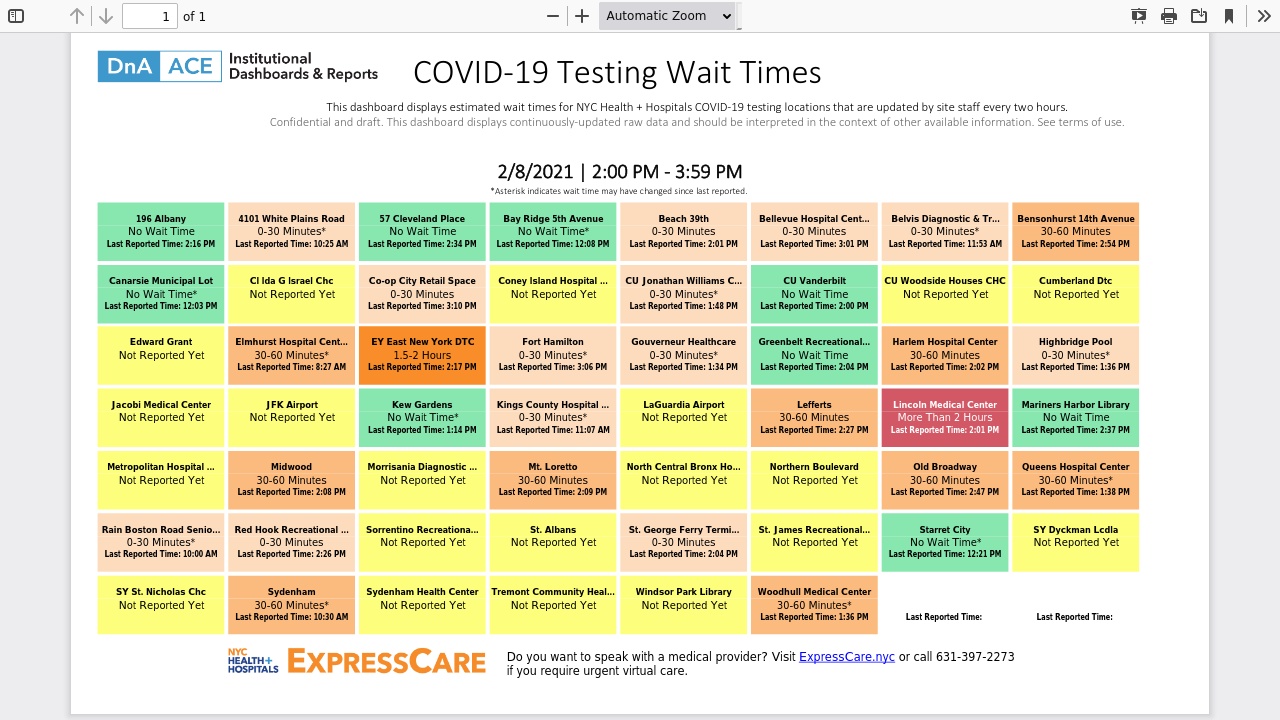 1 of 1 Automatic Zoom
DnA ACE Institutional Dashboards & Reports
COVID-19 Testing Wait Times
This dashboard displays estimated wait times for NYC Health + Hospitals COVID-19 testing locations that are updated by site staff every two hours.
Confidential and draft. This dashboard displays continuously-updated raw data and should be interpreted in the context of other available information. See terms of use.
2/8/2021 | 2:00 PM - 3:59 PM
*Asterisk indicates wait time may have changed since last reported.
196 Albany
No Wait Time
Last Reported Time: 2:16 PM
4101 White Plains Road
0-30 Minutes*
Last Reported Time: 10:25 AM
57 Cleveland Place
No Wait Time
Last Reported Time: 2:34 PM
Bay Ridge 5th Avenue
No Wait Time*
Last Reported Time: 12:08 PM
Beach 39th
0-30 Minutes
Last Reported Time: 2:01 PM
Bellevue Hospital Cent...
0-30 Minutes
Last Reported Time: 3:01 PM
Belvis Diagnostic & Tr...
0-30 Minutes*
Last Reported Time: 11:53 AM
Bensonhurst 14th Avenue
30-60 Minutes
Last Reported Time: 2:54 PM
Canarsie Municipal Lot
No Wait Time*
Last Reported Time: 12:03 PM
CI Ida G Israel Chc
Not Reported Yet
Co-op City Retail Space
0-30 Minutes
Last Reported Time: 3:10 PM
Coney Island Hospital ...
Not Reported Yet
CU Jonathan Williams C...
0-30 Minutes*
Last Reported Time: 1:48 PM
CU Vanderbilt
No Wait Time
Last Reported Time: 2:00 PM
CU Woodside Houses CHC
Not Reported Yet
Cumberland Dtc
Not Reported Yet
Edward Grant
Not Reported Yet
Elmhurst Hospital Cent...
30-60 Minutes*
Last Reported Time: 8:27 AM
EY East New York DTC
1.5-2 Hours
Last Reported Time: 2:17 PM
Fort Hamilton
0-30 Minutes*
Last Reported Time: 3:06 PM
Gouverneur Healthcare
0-30 Minutes*
Last Reported Time: 1:34 PM
Greenbelt Recreational...
No Wait Time
Last Reported Time: 2:04 PM
Harlem Hospital Center
30-60 Minutes
Last Reported Time: 2:02 PM
Highbridge Pool
0-30 Minutes*
Last Reported Time: 1:36 PM
Jacobi Medical Center
Not Reported Yet
JFK Airport
Not Reported Yet
Kew Gardens
No Wait Time*
Last Reported Time: 1:14 PM
Kings County Hospital ...
0-30 Minutes*
Last Reported Time: 11:07 AM
LaGuardia Airport
Not Reported Yet
Lefferts
30-60 Minutes
Last Reported Time: 2:27 PM
Lincoln Medical Center
More Than 2 Hours
Last Reported Time: 2:01 PM
Mariners Harbor Library
No Wait Time
Last Reported Time: 2:37 PM
Metropolitan Hospital ...
Not Reported Yet
Midwood
30-60 Minutes
Last Reported Time: 2:08 PM
Morrisania Diagnostic ...
Not Reported Yet
Mt. Loretto
30-60 Minutes
Last Reported Time: 2:09 PM
North Central Bronx Ho...
Not Reported Yet
Northern Boulevard
Not Reported Yet
Old Broadway
30-60 Minutes
Last Reported Time: 2:47 PM
Queens Hospital Center
30-60 Minutes*
Last Reported Time: 1:38 PM
Rain Boston Road Senio...
0-30 Minutes*
Last Reported Time: 10:00 AM
Red Hook Recreational ...
0-30 Minutes
Last Reported Time: 2:26 PM
Sorrentino Recreationa...
Not Reported Yet
St. Albans
Not Reported Yet
St. George Ferry Termi...
0-30 Minutes
Last Reported Time: 2:04 PM
St. James Recreational...
Not Reported Yet
Starret City
No Wait Time*
Last Reported Time: 12:21 PM
SY Dyckman Lcdla
Not Reported Yet
SY St. Nicholas Chc
Not Reported Yet
Sydenham
30-60 Minutes*
Last Reported Time: 10:30 AM
Sydenham Health Center
Not Reported Yet
Tremont Community Heal...
Not Reported Yet
Windsor Park Library
Not Reported Yet
Woodhull Medical Center
30-60 Minutes*
Last Reported Time: 1:36 PM
Last Reported Time:
Last Reported Time:
NYC
HEALTH+
HOSPITALS
EXPRESSCARE
Do you want to speak with a medical provider? Visit ExpressCare.nyc or call 631-397-2273
if you require urgent virtual care.